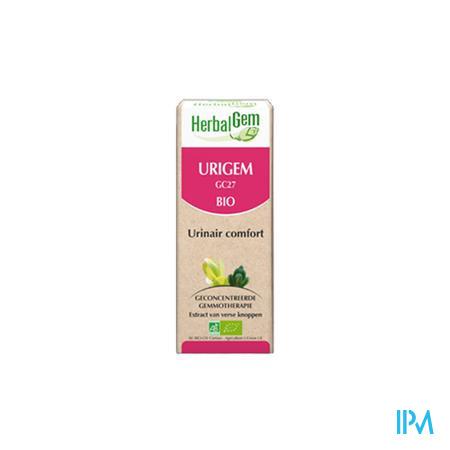 HerbalGem
URIGEM
GC27
BIO
Urinair comfort
GECONCENTREERDE
GEMMOTHERAPIE
Extract van verse knoppen
IPM